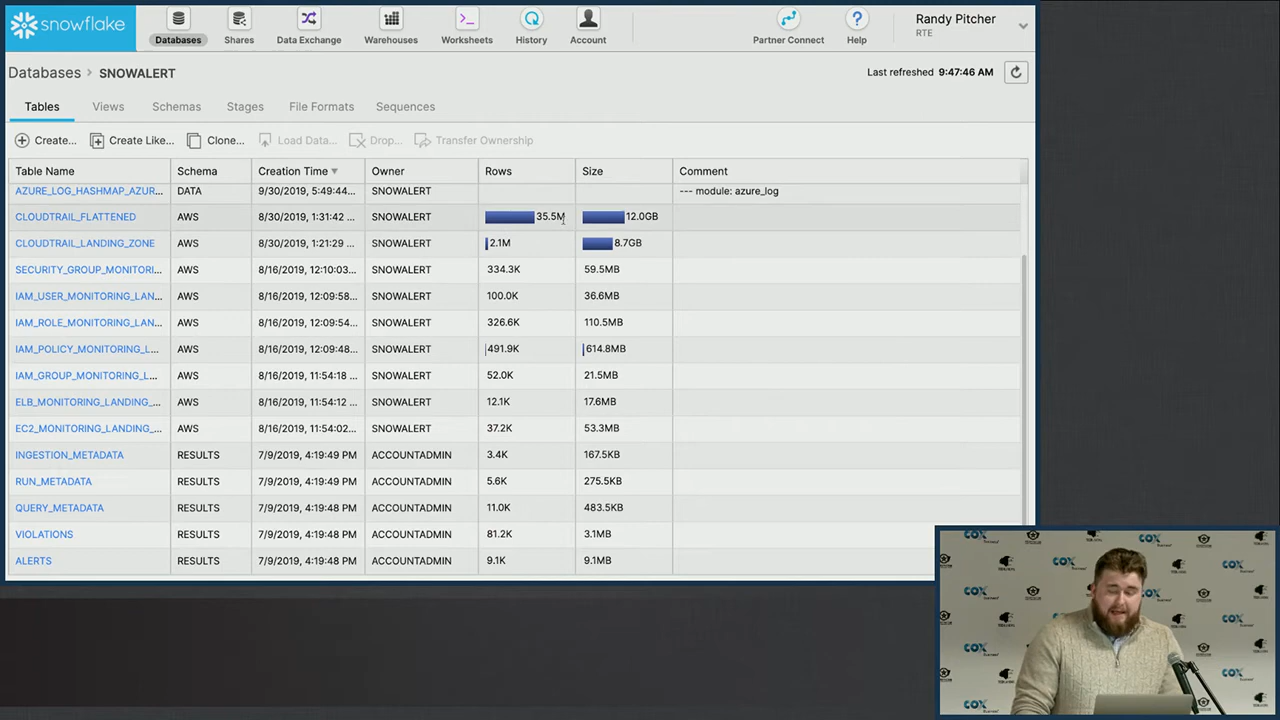 snowflake
Databases
Shares
Data Exchange
Warehouses
Worksheets
History
Account
Partner Connect
Help
Randy Pitcher
RTE
Databases > SNOWALERT
Last refreshed 9:47:46 AM
Tables Views Schemas Stages File Formats Sequences
Create... Create Like... Clone... Load Data... Drop... Transfer Ownership
Table Name Schema Creation Time Owner Rows Size Comment
AZURE_LOG_HASHMAP_AZUR... DATA 9/30/2019, 5:49:44... SNOWALERT --- module: azure_log
CLOUDTRAIL_FLATTENED AWS 8/30/2019, 1:31:42 ... SNOWALERT 35.5M 12.0GB
CLOUDTRAIL_LANDING_ZONE AWS 8/30/2019, 1:21:29 ... SNOWALERT 2.1M 8.7GB
SECURITY_GROUP_MONITORI... AWS 8/16/2019, 12:10:03... SNOWALERT 334.3K 59.5MB
IAM_USER_MONITORING_LAN... AWS 8/16/2019, 12:09:58... SNOWALERT 100.0K 36.6MB
IAM_ROLE_MONITORING_LAN... AWS 8/16/2019, 12:09:54... SNOWALERT 326.6K 110.5MB
IAM_POLICY_MONITORING_L... AWS 8/16/2019, 12:09:48... SNOWALERT 491.9K 614.8MB
IAM_GROUP_MONITORING_L... AWS 8/16/2019, 11:54:18 ... SNOWALERT 52.0K 21.5MB
ELB_MONITORING_LANDING_... AWS 8/16/2019, 11:54:12 ... SNOWALERT 12.1K 17.6MB
EC2_MONITORING_LANDING_... AWS 8/16/2019, 11:54:02... SNOWALERT 37.2K 53.3MB
INGESTION_METADATA RESULTS 7/9/2019, 4:19:49 PM ACCOUNTADMIN 3.4K 167.5KB
RUN_METADATA RESULTS 7/9/2019, 4:19:49 PM ACCOUNTADMIN 5.6K 275.5KB
QUERY_METADATA RESULTS 7/9/2019, 4:19:48 PM ACCOUNTADMIN 11.0K 483.5KB
VIOLATIONS RESULTS 7/9/2019, 4:19:48 PM ACCOUNTADMIN 81.2K 3.1MB
ALERTS RESULTS 7/9/2019, 4:19:48 PM ACCOUNTADMIN 9.1K 9.1MB
COX
COX
COX
COX
COX
COX
COX